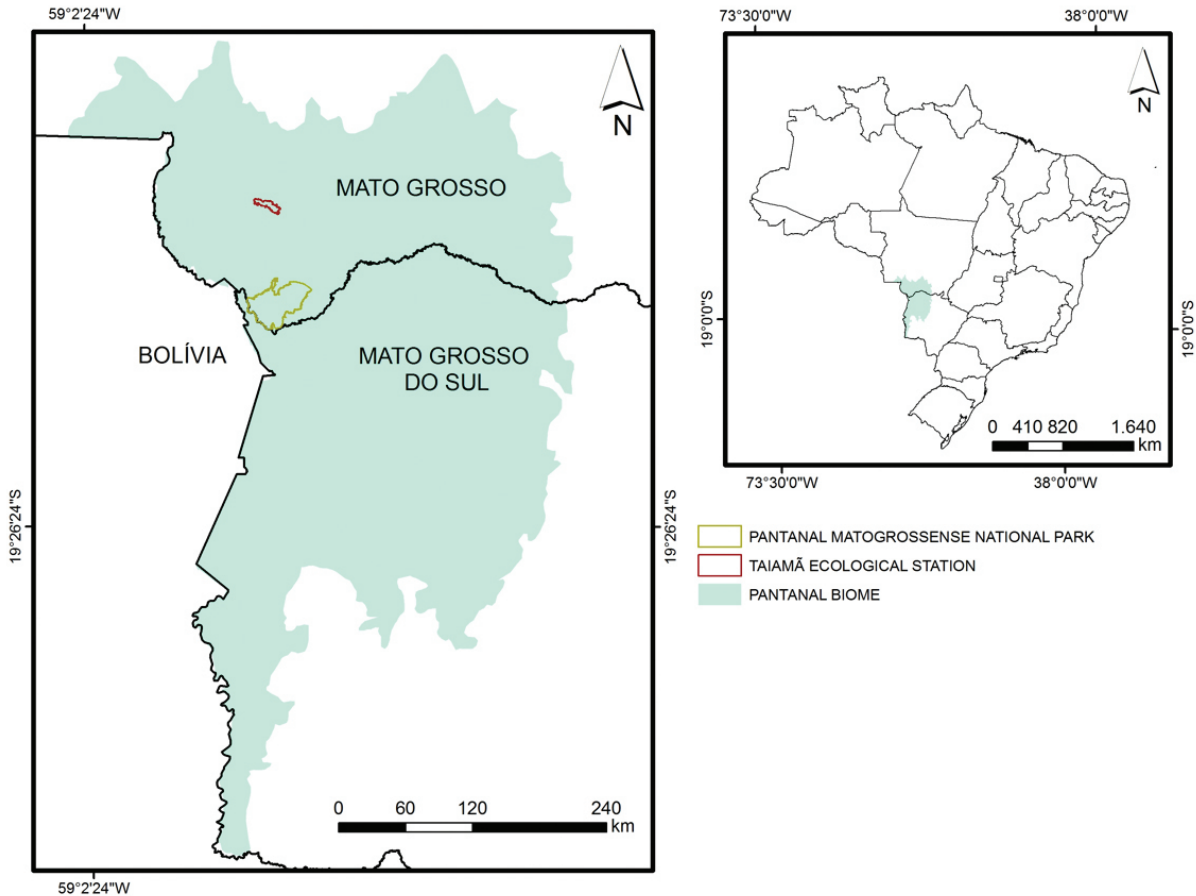 59°2'24"W
N
MATO GROSSO
BOLÍVIA
MATO GROSSO
DO SUL
19°26'24"S
19°26'24"S
0 60 120 240
km
59°2'24"W
73°30'0"W 38°0'0"W
N
19°0'0"S
19°0'0"S
0 410 820 1.640
km
73°30'0"W 38°0'0"W
PANTANAL MATOGROSSENSE NATIONAL PARK
TAIAMÃ ECOLOGICAL STATION
PANTANAL BIOME